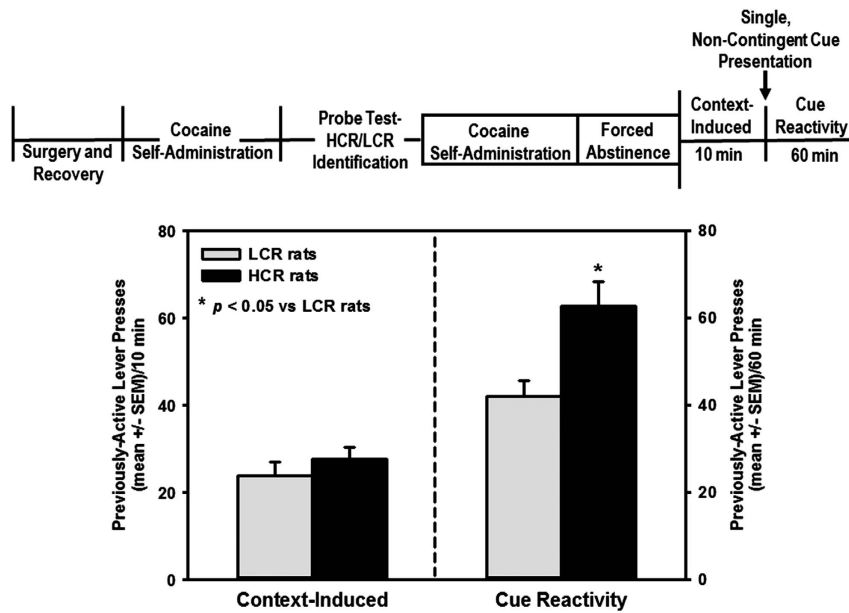 Single,
Non-Contingent Cue
Presentation
Surgery and
Recovery
Cocaine
Self-Administration
Probe Test-
HCR/LCR
Identification
Cocaine
Self-Administration
Forced
Abstinence
Context-
Induced
10 min
Cue
Reactivity
60 min
Previously-Active Lever Presses
(mean +/- SEM)/10 min
80
60
40
20
0
LCR rats
HCR rats
* p < 0.05 vs LCR rats
*
80
60
40
20
0
Previously-Active Lever Presses
(mean +/- SEM)/60 min
Context-Induced
Cue Reactivity